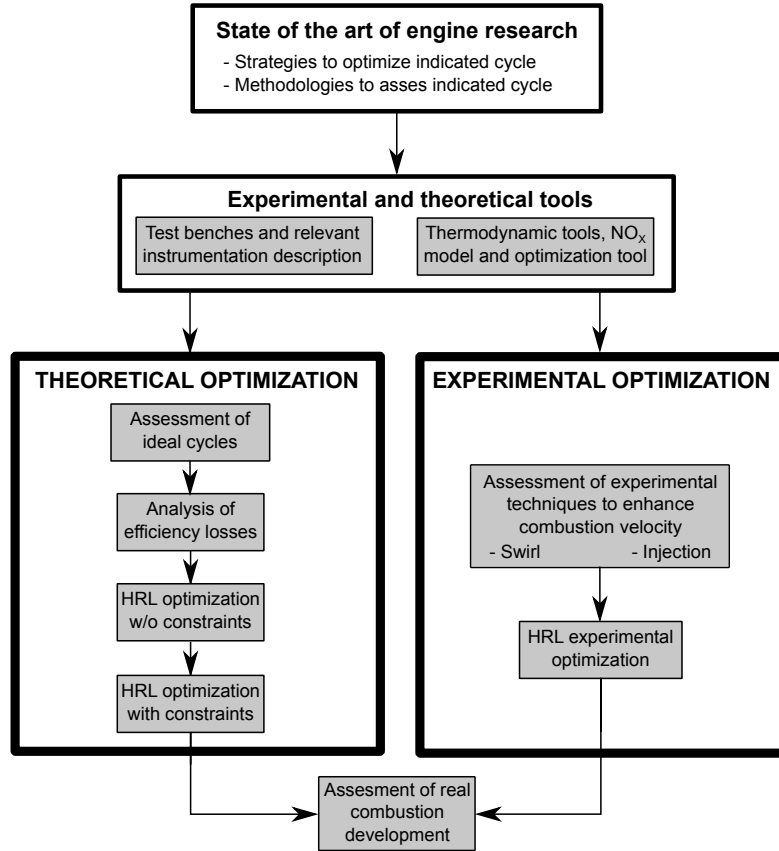 State of the art of engine research
- Strategies to optimize indicated cycle
- Methodologies to asses indicated cycle
Experimental and theoretical tools
Test benches and relevant
instrumentation description
Thermodynamic tools, NOX
model and optimization tool
THEORETICAL OPTIMIZATION
Assessment of
ideal cycles
Analysis of
efficiency losses
HRL optimization
w/o constraints
HRL optimization
with constraints
EXPERIMENTAL OPTIMIZATION
Assessment of experimental
techniques to enhance
combustion velocity
- Swirl - Injection
HRL experimental
optimization
Assesment of real
combustion
development